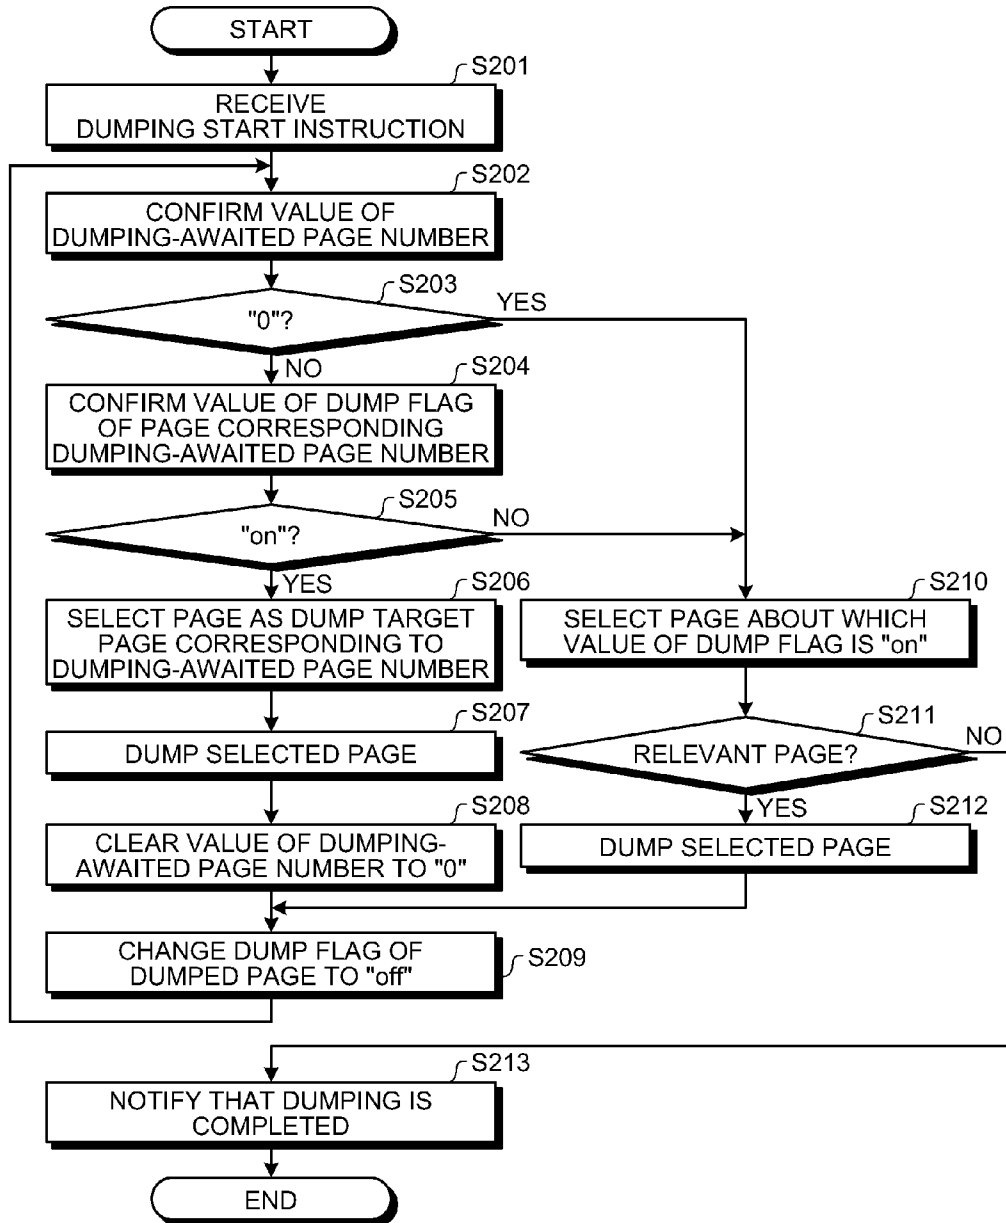 START
S201
RECEIVE
DUMPING START INSTRUCTION
S202
CONFIRM VALUE OF
DUMPING-AWAITED PAGE NUMBER
S203
"0"?
YES
NO
S204
CONFIRM VALUE OF DUMP FLAG
OF PAGE CORRESPONDING
DUMPING-AWAITED PAGE NUMBER
S205
"on"?
NO
YES
S206
SELECT PAGE AS DUMP TARGET
PAGE CORRESPONDING TO
DUMPING-AWAITED PAGE NUMBER
S207
DUMP SELECTED PAGE
S208
CLEAR VALUE OF DUMPING-
AWAITED PAGE NUMBER TO "0"
S210
SELECT PAGE ABOUT WHICH
VALUE OF DUMP FLAG IS "on"
S211
RELEVANT PAGE?
NO
YES
S212
DUMP SELECTED PAGE
CHANGE DUMP FLAG OF
DUMPED PAGE TO "off"
S209
S213
NOTIFY THAT DUMPING IS
COMPLETED
END